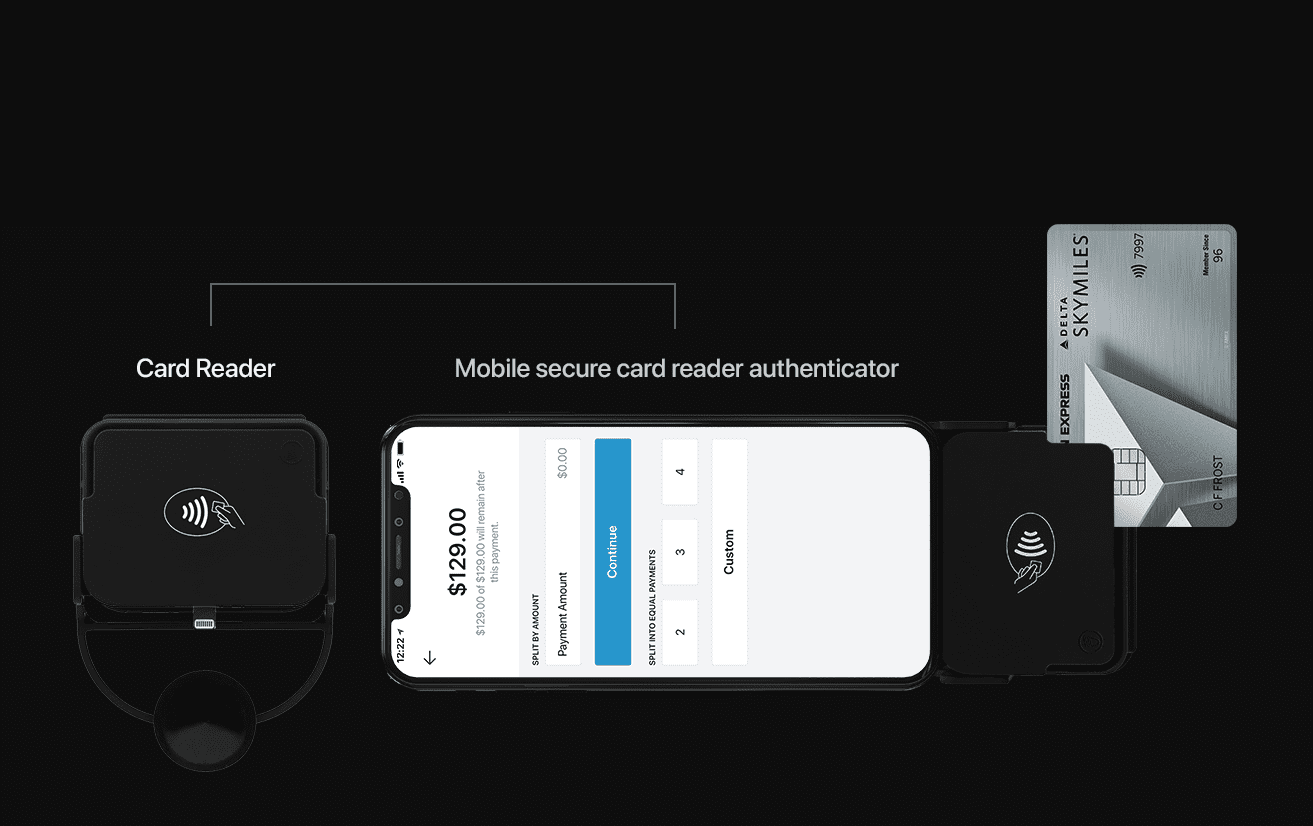 Card Reader
Mobile secure card reader authenticator
12:22
$129.00
$129.00 of $129.00 will remain after
this payment.
SPLIT BY AMOUNT
Payment Amount $0.00
Continue
SPLIT INTO EQUAL PAYMENTS
2 3 4
Custom
EXPRESS
DELTA
SKYMILES
7997
Member Since
96
C F FROST